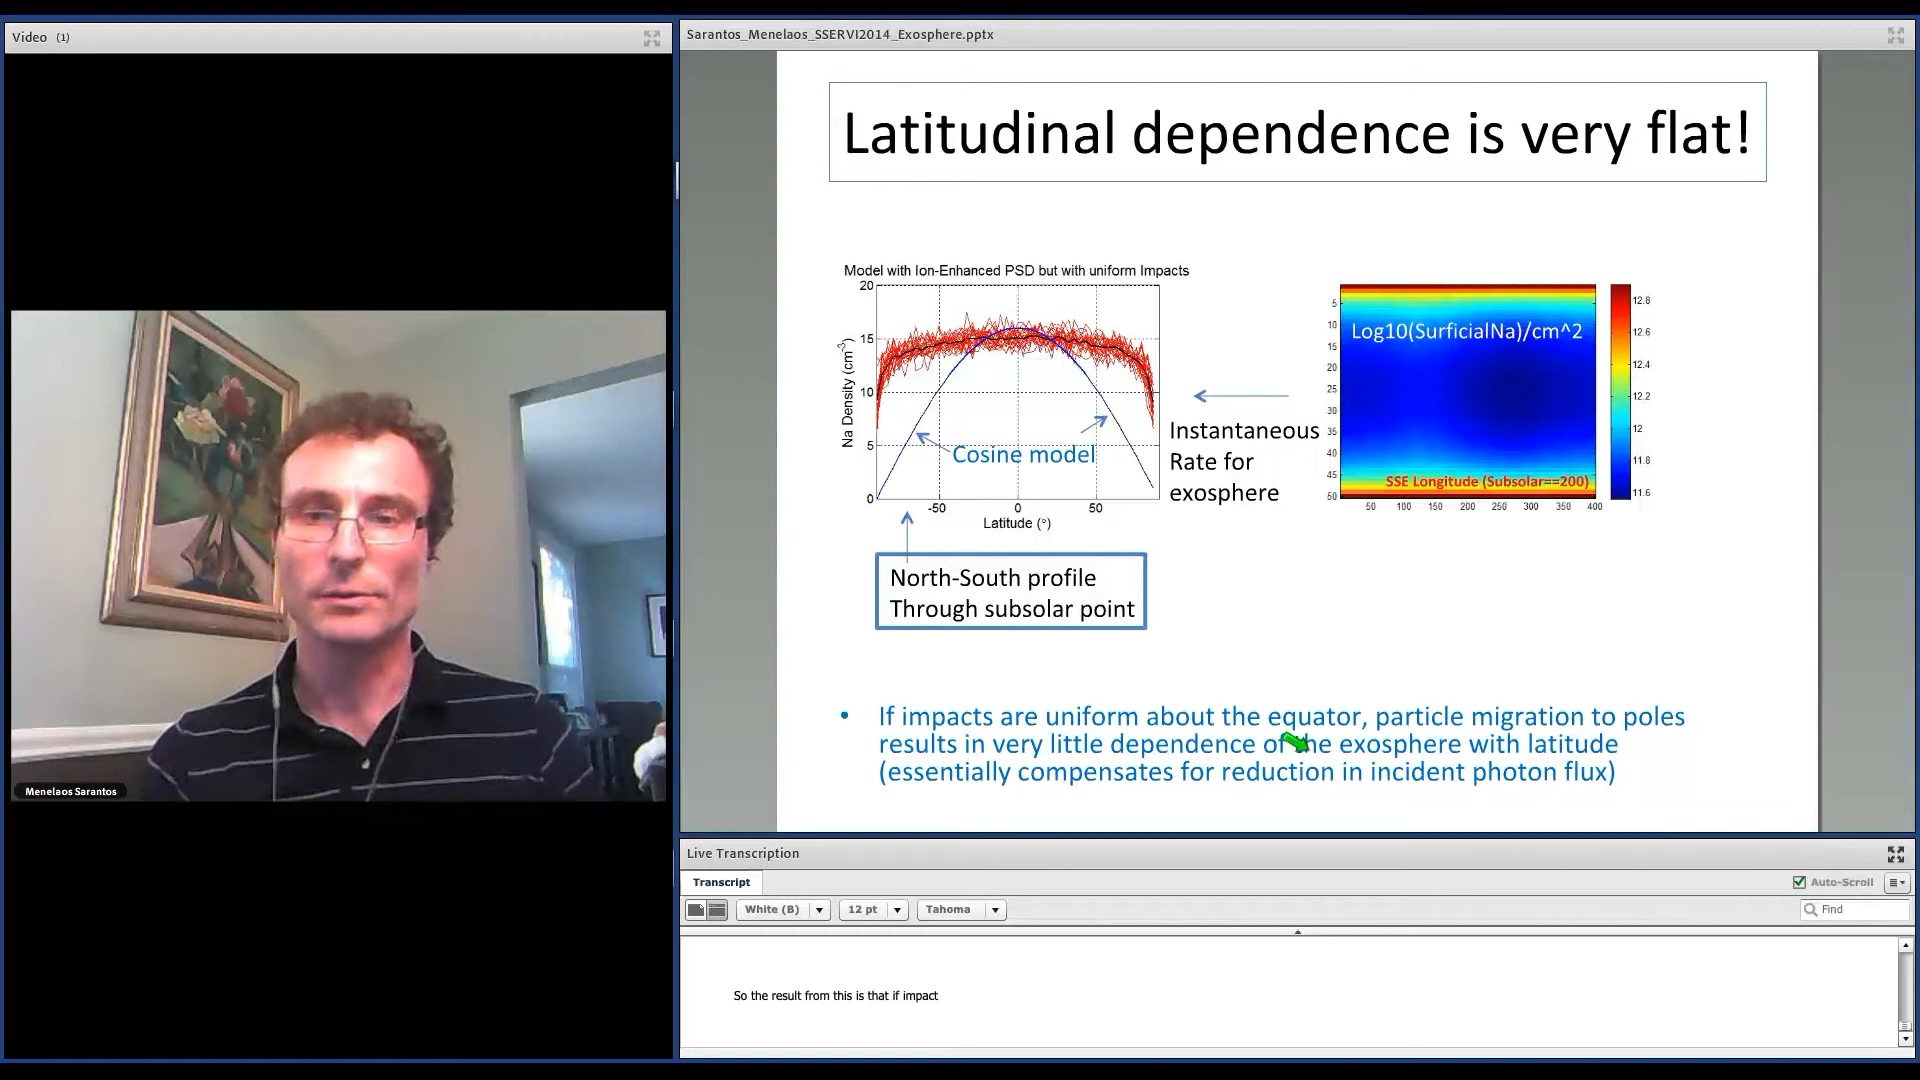 Video (1)
Menelaos Sarantos
Sarantos_Menelaos_SSERVI2014_Exosphere.pptx
Latitudinal dependence is very flat!
Model with Ion-Enhanced PSD but with uniform Impacts
20
15
10
5
0
Na Density (cm-3)
-50 0 50
Latitude (°)
Cosine model
North-South profile
Through subsolar point
Instantaneous
Rate for
exosphere
Log10(SurficialNa)/cm^2
SSE Longitude (Subsolar==200)
5
10
15
20
25
30
35
40
45
50
50 100 150 200 250 300 350 400
12.8
12.6
12.4
12.2
12
11.8
11.6
• If impacts are uniform about the equator, particle migration to poles
results in very little dependence of the exosphere with latitude
(essentially compensates for reduction in incident photon flux)
Live Transcription
Transcript
Auto-Scroll
White (B) 12 pt Tahoma
Find
So the result from this is that if impact